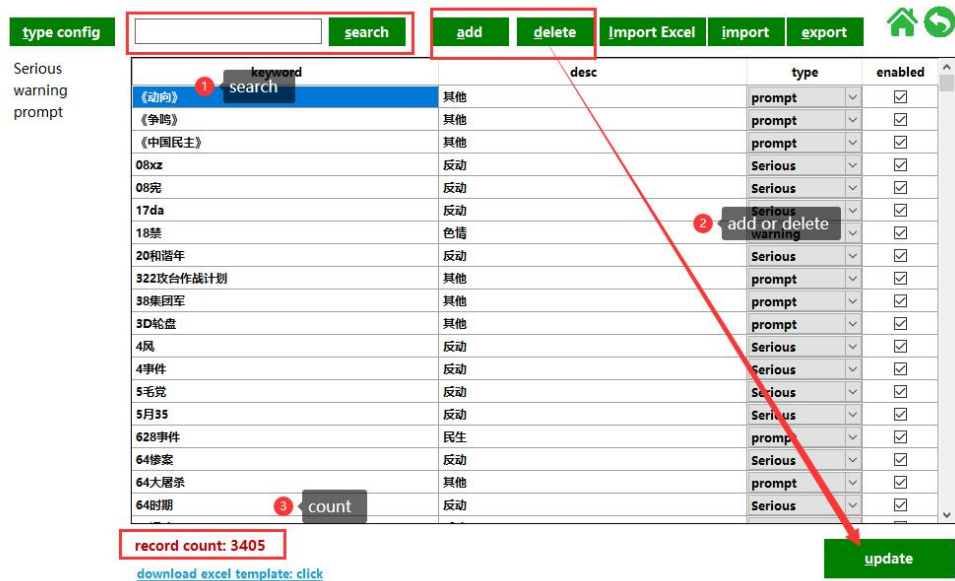 type config
search
add
delete
Import Excel
import
export
Serious
warning
prompt
keyword desc type enabled
1 search
《动向》 其他 prompt
《争鸣》 其他 prompt
《中国民主》 其他 prompt
08xz 反动 Serious
08宪 反动 Serious
17da 反动 Serious
2 add or delete
18禁 色情 warning
20和谐年 反动 Serious
322攻台作战计划 其他 prompt
38集团军 其他 prompt
3D轮盘 其他 prompt
4风 反动 Serious
4事件 反动 Serious
5毛党 反动 Serious
5月35 反动 Serious
628事件 民生 prompt
64惨案 反动 Serious
64大屠杀 其他 prompt
64时期 反动 Serious
3 count
record count: 3405
update
download excel template: click